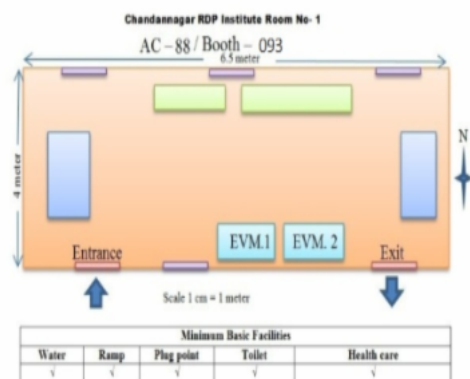 Chandannagar RDP Institute Room No- 1
AC – 88 / Booth – 093
6.5 meter
4 meter
N
EVM.1 EVM. 2
Entrance Exit
Scale 1 cm = 1 meter
Minimum Basic Facilities
Water Ramp Plug point Toilet Health care
√ √ √ √ √